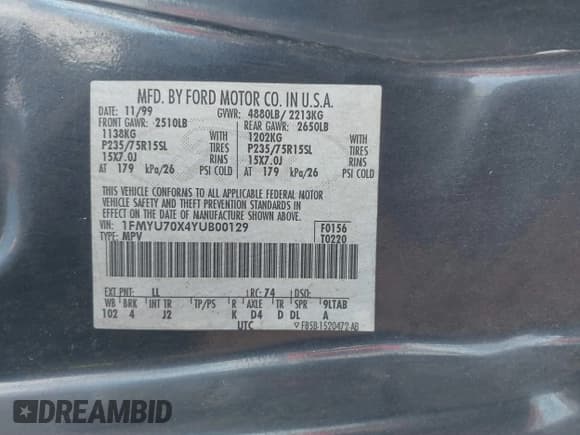 MFD. BY FORD MOTOR CO. IN U.S.A.
DATE: 11/99 GVWR: 4880LB/ 2213KG
FRONT GAWR: 2510LB REAR GAWR: 2650LB
1138KG WITH 1202KG WITH
P235/75R15SL TIRES P235/75R15SL TIRES
15X7.0J RIMS 15X7.0J RIMS
AT 179 kPa/26 PSI COLD AT 179 kPa/26 PSI COLD
THIS VEHICLE CONFORMS TO ALL APPLICABLE FEDERAL MOTOR
VEHICLE SAFETY AND THEFT PREVENTION STANDARDS IN
EFFECT ON THE DATE OF MANUFACTURE SHOWN ABOVE.
VIN: 1FMYU70X4YUB00129 F0156
TYPE: MPV T0220
EXT PNT: LL RC: 74 DSO:
WB BRK INT TR TP/PS R AXLE TR SPR 9LTAB
102 4 J2 K D4 D DL A
UTC F85B-1520472-AB
DREAMBID